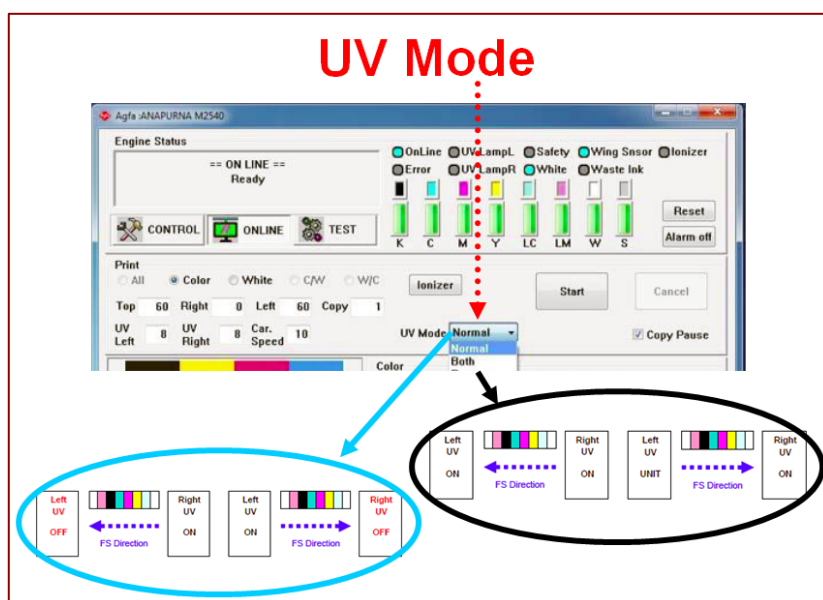 UV Mode
Agfa :ANAPURNA M2540
Engine Status
== ON LINE ==
Ready
OnLine UV LampL Safety Wing Snsor Ionizer
Error UV LampR White Waste Ink
K C M Y LC LM W S
Reset
Alarm off
CONTROL ONLINE TEST
Print
All Color White C/W W/C
Ionizer
Start
Cancel
Top 60 Right 0 Left 60 Copy 1
UV Left 8 UV Right 8 Car. Speed 10
UV Mode Normal
Copy Pause
Normal
Both
Color
Left UV ON
FS Direction
Right UV ON
Left UV UNIT
FS Direction
Right UV ON
Left UV OFF
FS Direction
Right UV ON
Left UV ON
FS Direction
Right UV OFF